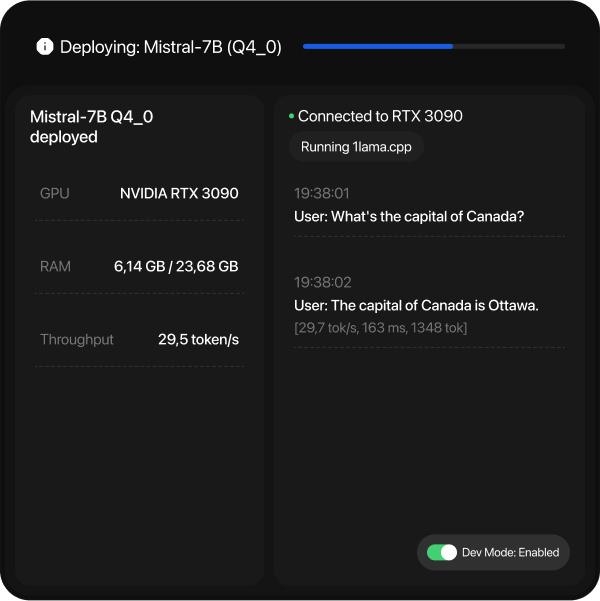 Deploying: Mistral-7B (Q4_0)
Mistral-7B Q4_0
deployed
GPU NVIDIA RTX 3090
RAM 6,14 GB / 23,68 GB
Throughput 29,5 token/s
Connected to RTX 3090
Running 1lama.cpp
19:38:01
User: What's the capital of Canada?
19:38:02
User: The capital of Canada is Ottawa.
[29,7 tok/s, 163 ms, 1348 tok]
Dev Mode: Enabled